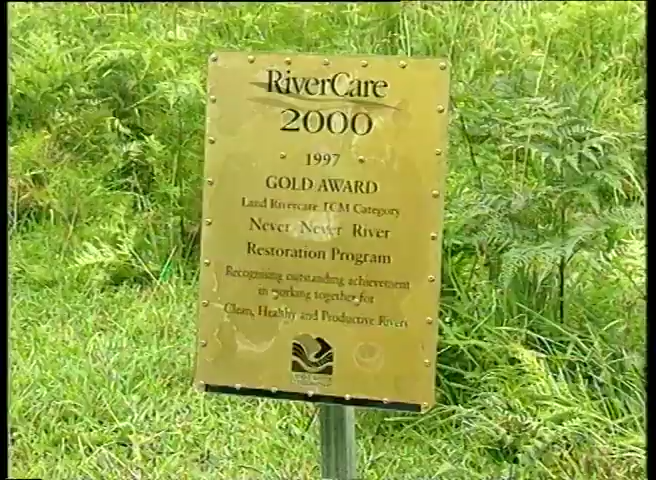 RiverCare
2000
1997
GOLD AWARD
Land Rivercare TCM Category
Never Never River
Restoration Program
Recognising outstanding achievement
in working together for
Clean, Healthy and Productive Rivers